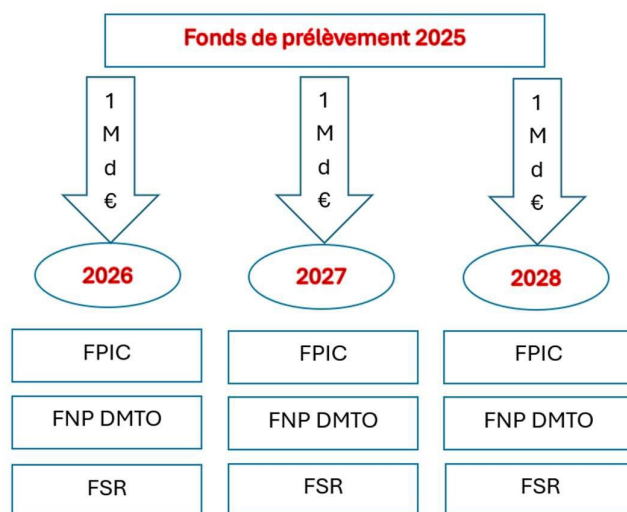 Fonds de prélèvement 2025
1
M
d
€
1
M
d
€
1
M
d
€
2026
2027
2028
FPIC
FPIC
FPIC
FNP DMTO
FNP DMTO
FNP DMTO
FSR
FSR
FSR